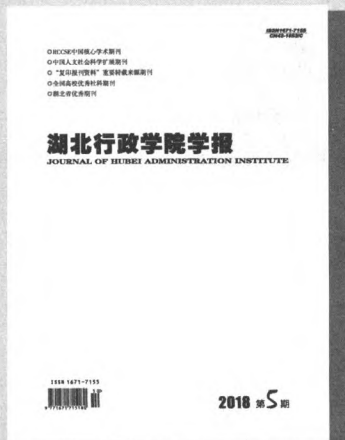 ISSN1671-7155
○RCCSE中国核心学术期刊
○中国人文社会科学扩展期刊
○“复印报刊资料”重要转载来源期刊
○全国高校优秀社科期刊
○湖北省优秀期刊
湖北行政学院学报
JOURNAL OF HUBEI ADMINISTRATION INSTITUTE
ISSN 1671-7155
2018 第5期